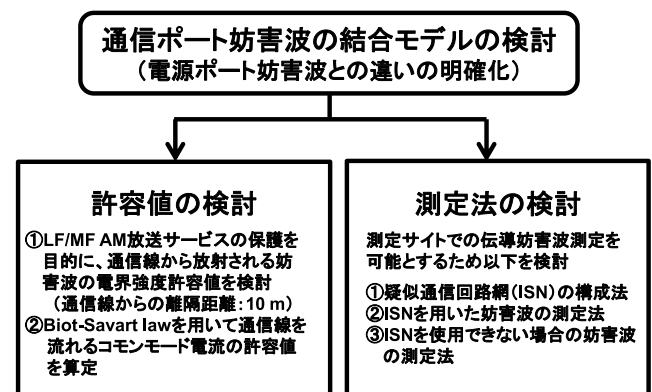 通信ポート妨害波の結合モデルの検討
(電源ポート妨害波との違いの明確化)
許容値の検討
①LF/MF AM放送サービスの保護を
目的に、通信線から放射される妨
害波の電界強度許容値を検討
(通信線からの離隔距離:10 m)
②Biot-Savart lawを用いて通信線を
流れるコモンモード電流の許容値
を算定
測定法の検討
測定サイトでの伝導妨害波測定を
可能とするため以下を検討
①疑似通信回路網(ISN)の構成法
②ISNを用いた妨害波の測定法
③ISNを使用できない場合の妨害波
の測定法